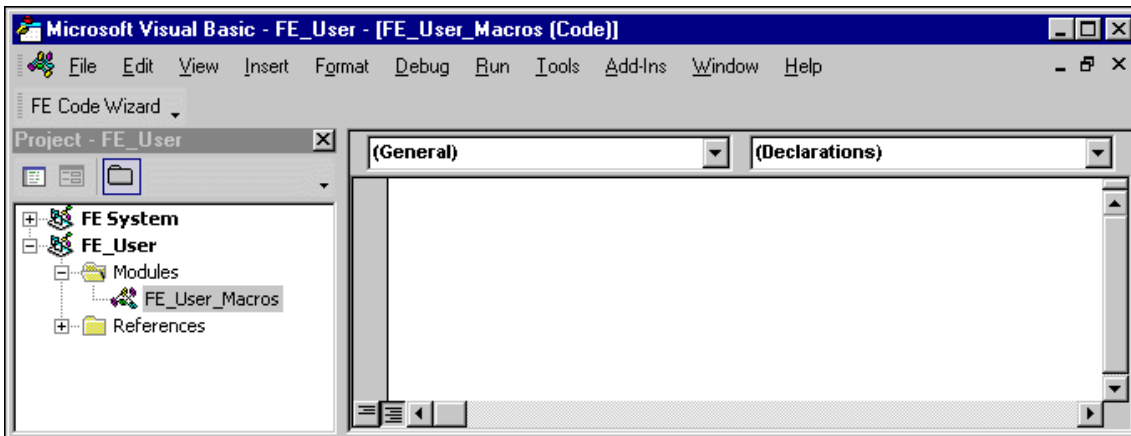 Microsoft Visual Basic - FE_User - [FE_User_Macros (Code)]
File Edit View Insert Format Debug Run Tools Add-Ins Window Help
FE Code Wizard
Project - FE_User
(General) (Declarations)
FE System
FE_User
Modules
FE_User_Macros
References